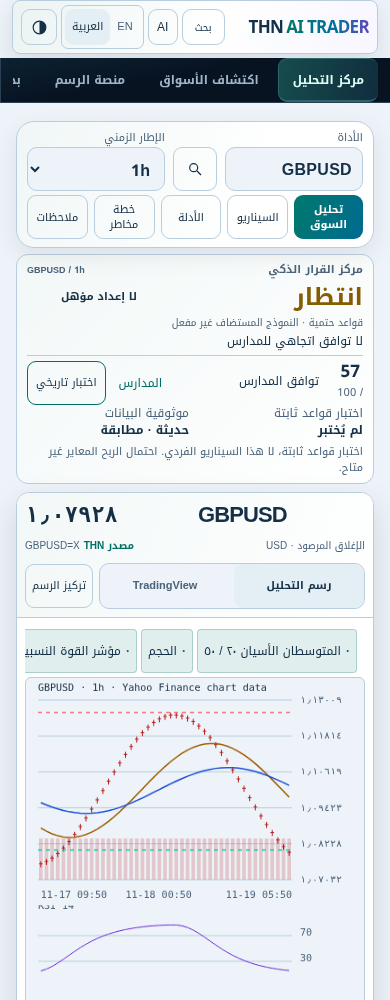 THN AI TRADER
بحث
AI
EN
العربية
مركز التحليل
اكتشاف الأسواق
منصة الرسم
الأداة
الإطار الزمني
GBPUSD
1h
تحليل السوق
السيناريو
الأدلة
خطة مخاطر
ملاحظات
مركز القرار الذكي
GBPUSD / 1h
انتظار
لا إعداد مؤهل
قواعد حتمية · النموذج المستضاف غير مفعل
لا توافق اتجاهي للمدارس
57
/ 100
توافق المدارس
المدارس
اختبار تاريخي
اختبار قواعد ثابتة
موثوقية البيانات
لم يُختبر
حديثة · مطابقة
اختبار قواعد ثابتة، لا هذا السيناريو الفردي. احتمال الربح المعاير غير متاح.
GBPUSD
١٫٠٧٩٢٨
الإغلاق المرصود · USD
مصدر THN GBPUSD=X
رسم التحليل
TradingView
تركيز الرسم
· المتوسطان الأسيان ٢٠ / ٥٠
· الحجم
· مؤشر القوة النسبية
GBPUSD · 1h · Yahoo Finance chart data
١٫١٣٠٠٩
١٫١١٨١٤
١٫١٠٦١٩
١٫٠٩٤٢٣
١٫٠٨٢٢٨
١٫٠٧٠٣٢
11-17 09:50
11-18 00:50
11-19 05:50
RSI 14
70
30